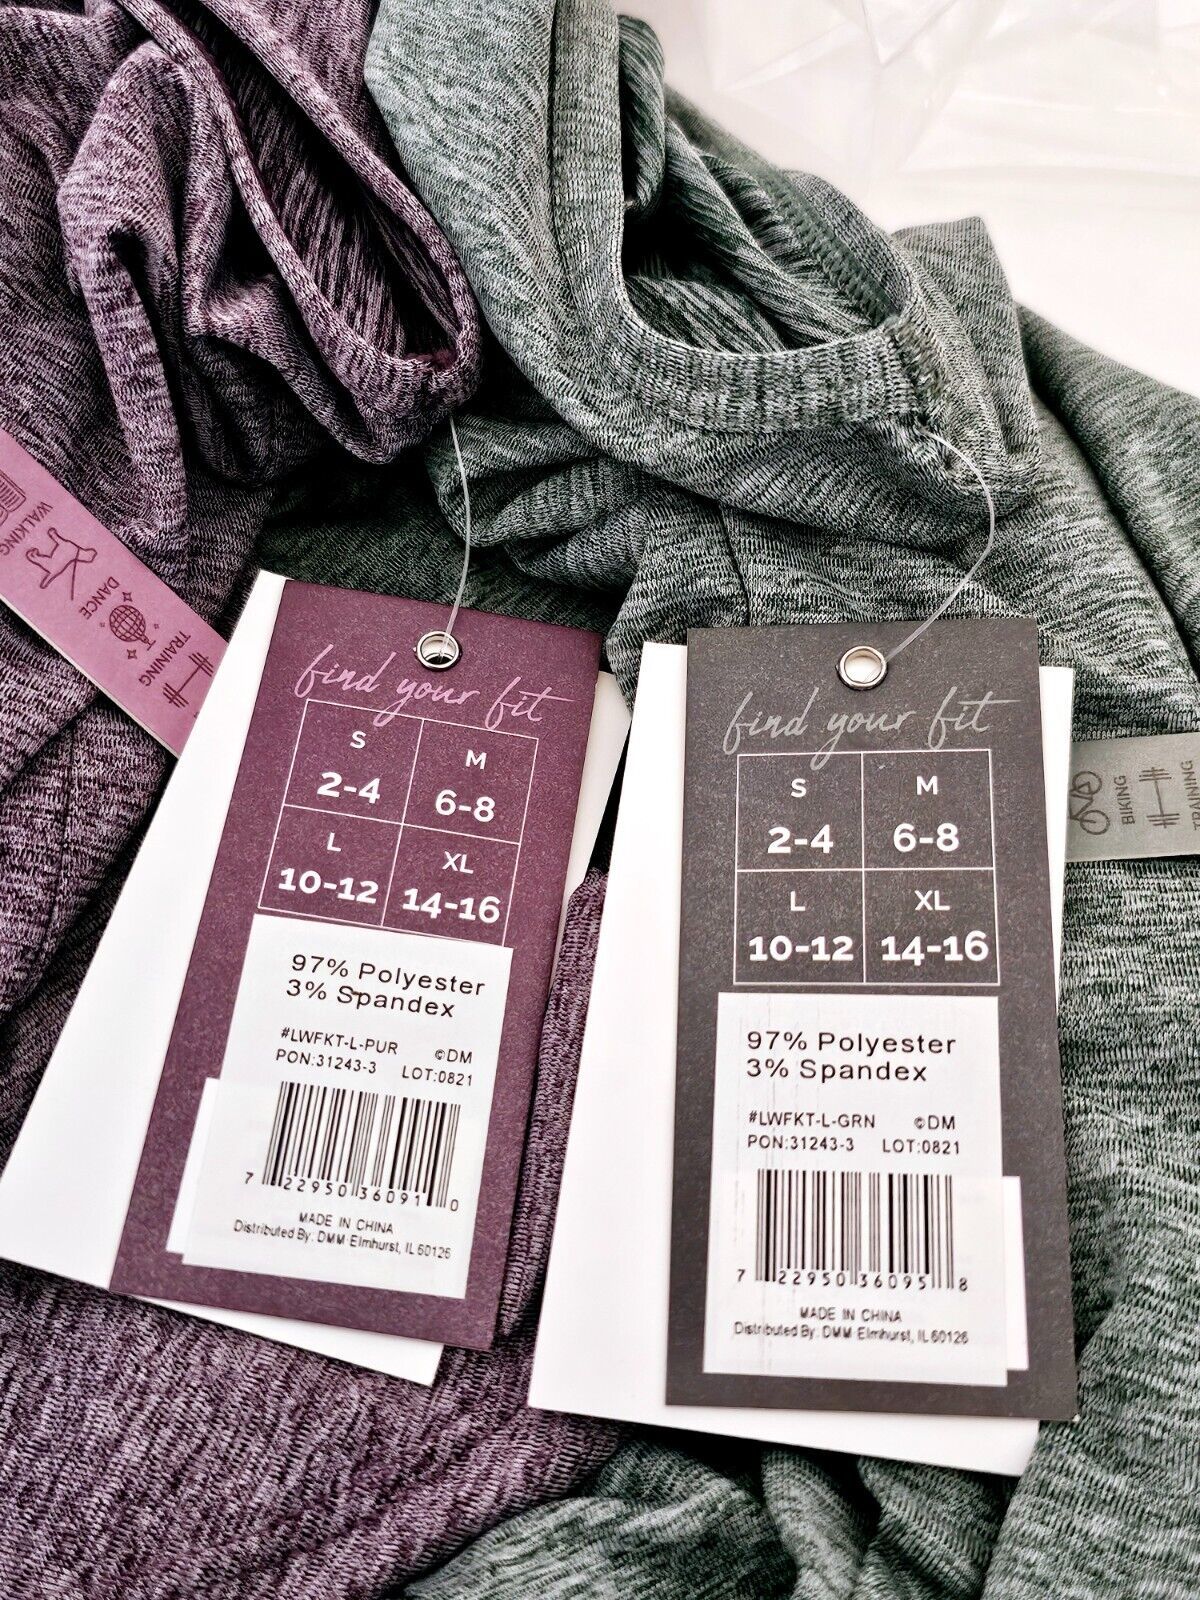 WALKING
DANCE
TRAINING
find your fit
S M
2-4 6-8
L XL
10-12 14-16
97% Polyester
3% Spandex
#LWFKT-L-PUR ©DM
PON:31243-3 LOT:0821
7 22950 36091 0
MADE IN CHINA
Distributed By: DMM Elmhurst, IL 60126
find your fit
S M
2-4 6-8
L XL
10-12 14-16
97% Polyester
3% Spandex
#LWFKT-L-GRN ©DM
PON:31243-3 LOT:0821
7 22950 36095 8
MADE IN CHINA
Distributed By: DMM Elmhurst, IL 60126
BIKING
TRAINING